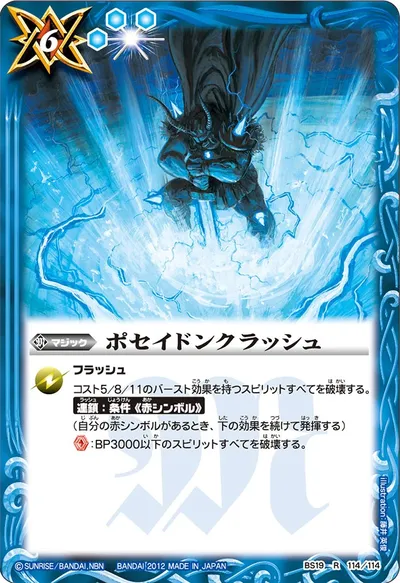 6
マジック
ポセイドンクラッシュ
フラッシュ
コスト5/8/11のバースト効果を持つスピリットすべてを破壊する。
連鎖:条件《赤シンボル》
(自分の赤シンボルがあるとき、下の効果を続けて発揮する)
:BP3000以下のスピリットすべてを破壊する。
illustration 藤井 英俊
BS19 R 114/114
©SUNRISE/BANDAI,NBN BANDAI 2012 MADE IN JAPAN